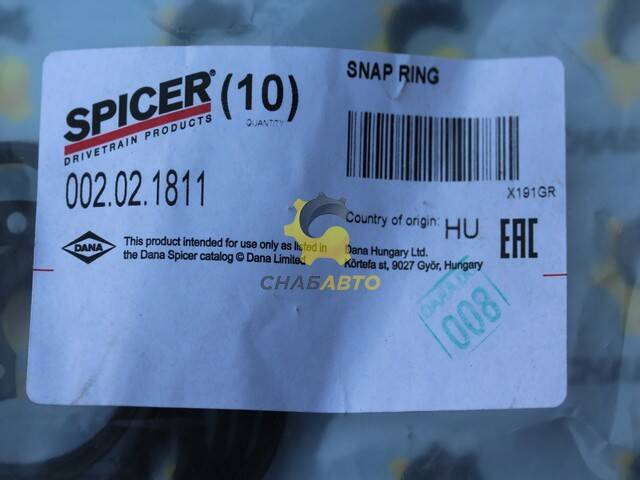 SPICER® (10)
DRIVETRAIN PRODUCTS
QUANTITY
002.02.1811
SNAP RING
X191GR
Country of origin: HU
EAC
DANA
This product intended for use only as listed in
the Dana Spicer catalog © Dana Limited
Dana Hungary Ltd.
Körtefa st, 9027 Győr, Hungary
СНАБАВТО
008